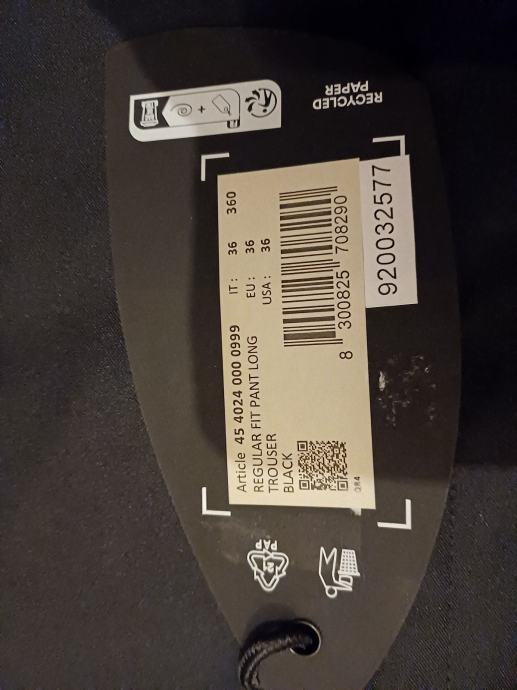 Article 45 4024 000 0999
REGULAR FIT PANT LONG
TROUSER
BLACK
IT: 36 360
EU: 36
USA: 36
8 300825 708290
QR4
920032577
RECYCLED
PAPER
PAP